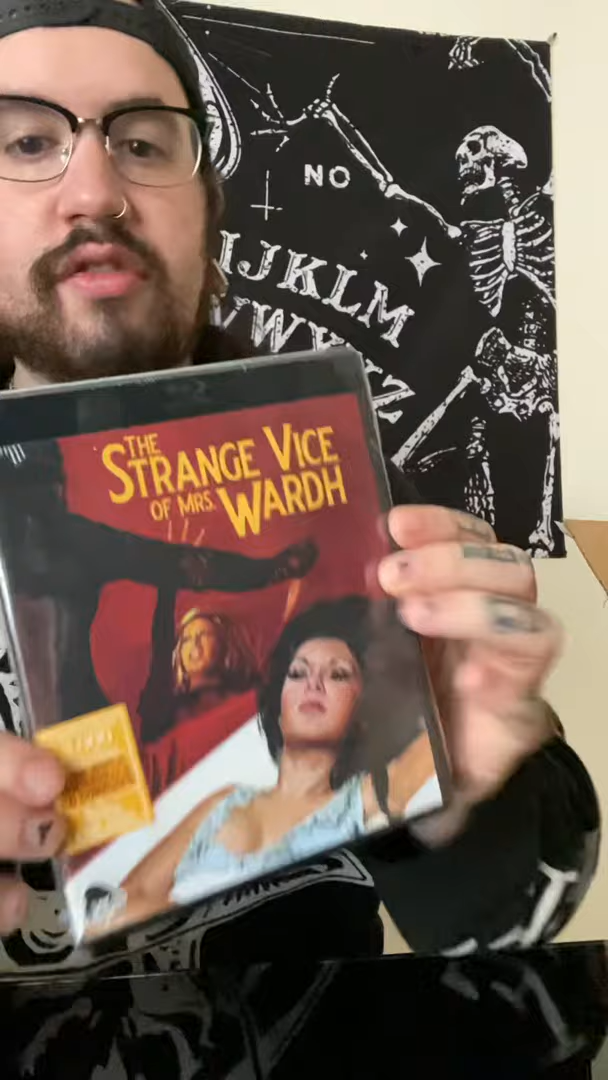 NO
IJKLM
THE
STRANGE VICE
OF MRS. WARDH